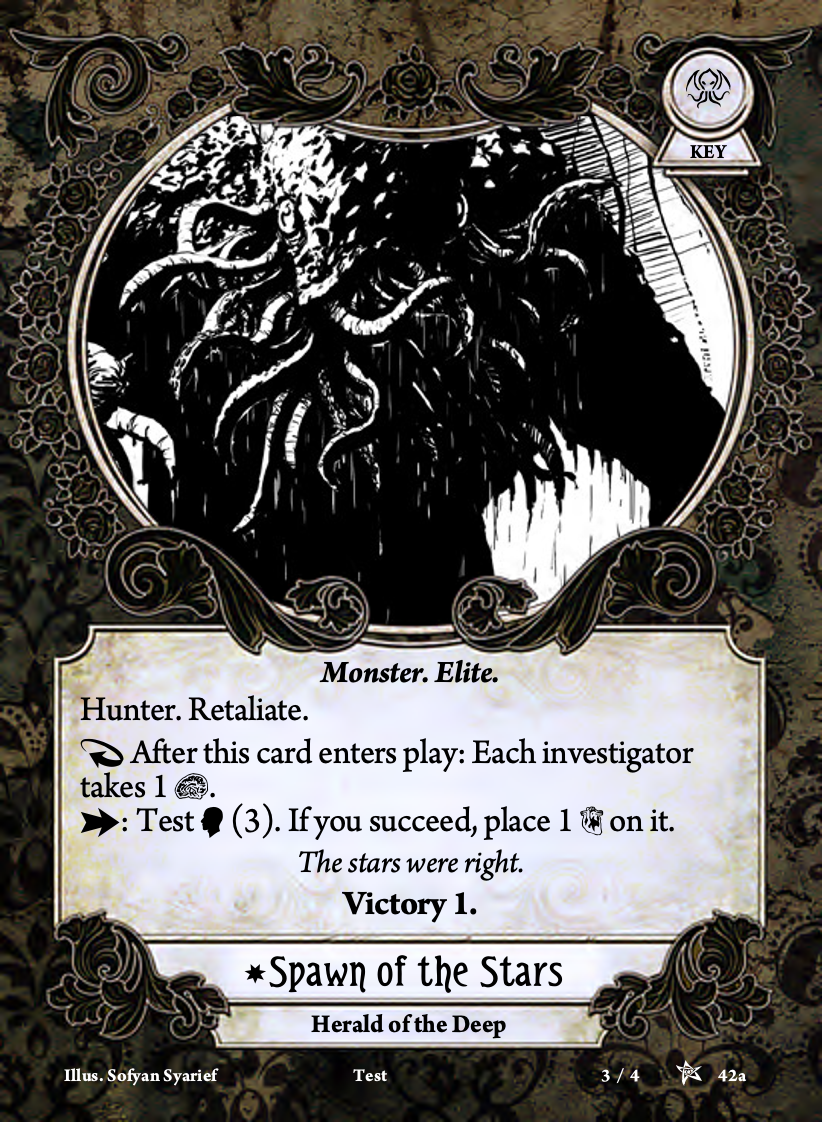 KEY
Monster. Elite.
Hunter. Retaliate.
After this card enters play: Each investigator
takes 1 .
: Test (3). If you succeed, place 1 on it.
The stars were right.
Victory 1.
Spawn of the Stars
Herald of the Deep
Illus. Sofyan Syarief Test 3 / 4 42a